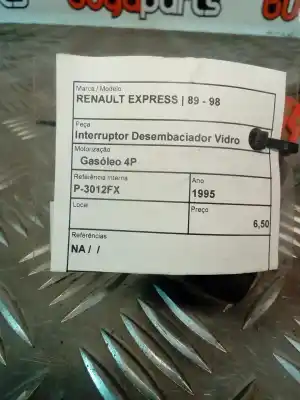 Marca / Modelo
RENAULT EXPRESS | 89 - 98
Peça
Interruptor Desembaciador Vidro
Motorização
Gasóleo 4P
Referência Interna
P-3012FX
Ano
1995
Local
Preço
6,50
Referências
NA / /